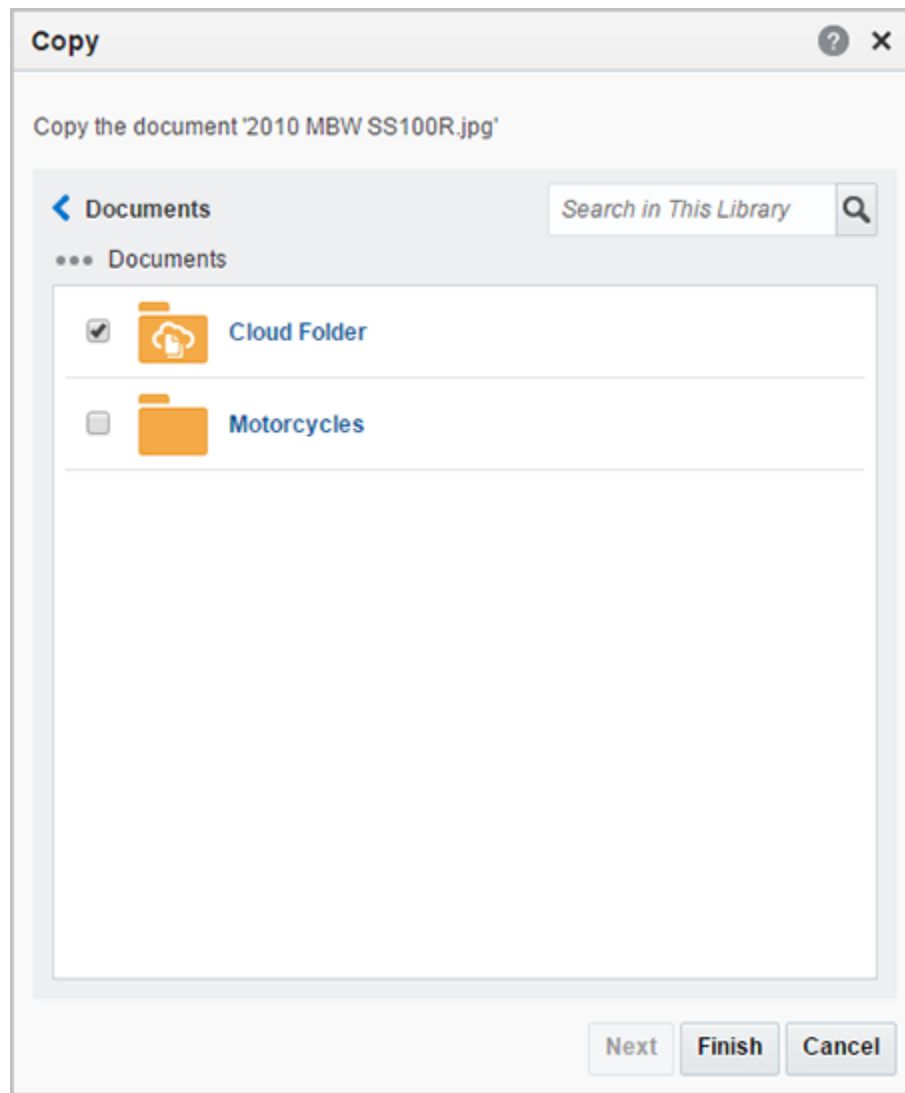 Copy
Copy the document '2010 MBW SS100R.jpg'
Documents Search in This Library
Documents
Cloud Folder
Motorcycles
Next Finish Cancel